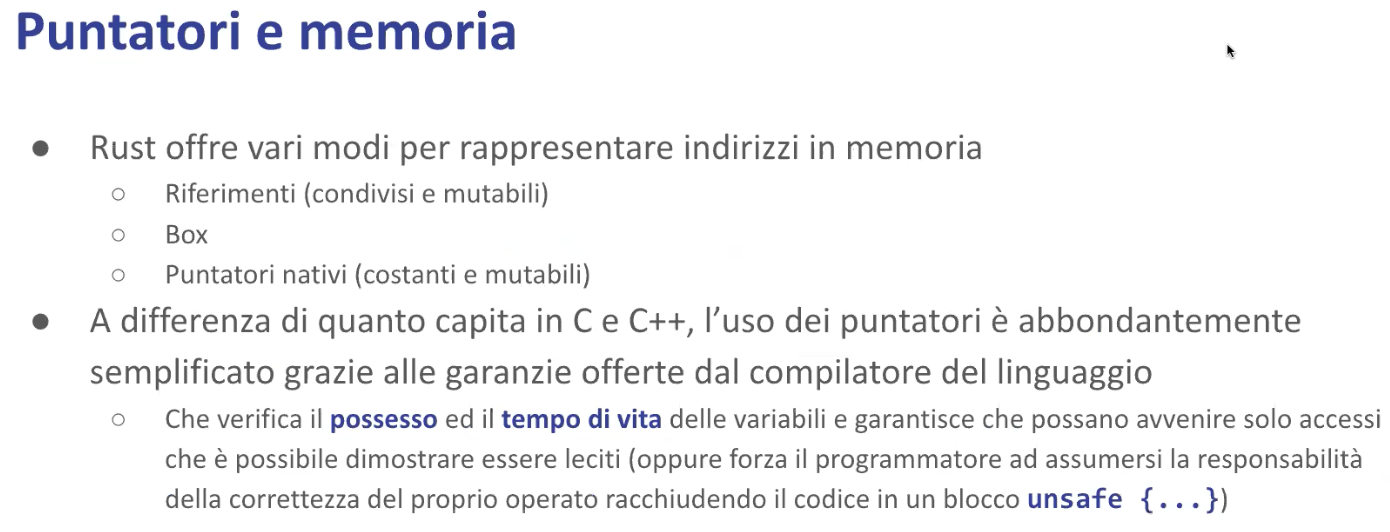 Puntatori e memoria
● Rust offre vari modi per rappresentare indirizzi in memoria
○ Riferimenti (condivisi e mutabili)
○ Box
○ Puntatori nativi (costanti e mutabili)
● A differenza di quanto capita in C e C++, l’uso dei puntatori è abbondantemente
semplificato grazie alle garanzie offerte dal compilatore del linguaggio
○ Che verifica il possesso ed il tempo di vita delle variabili e garantisce che possano avvenire solo accessi
che è possibile dimostrare essere leciti (oppure forza il programmatore ad assumersi la responsabilità
della correttezza del proprio operato racchiudendo il codice in un blocco unsafe {...})